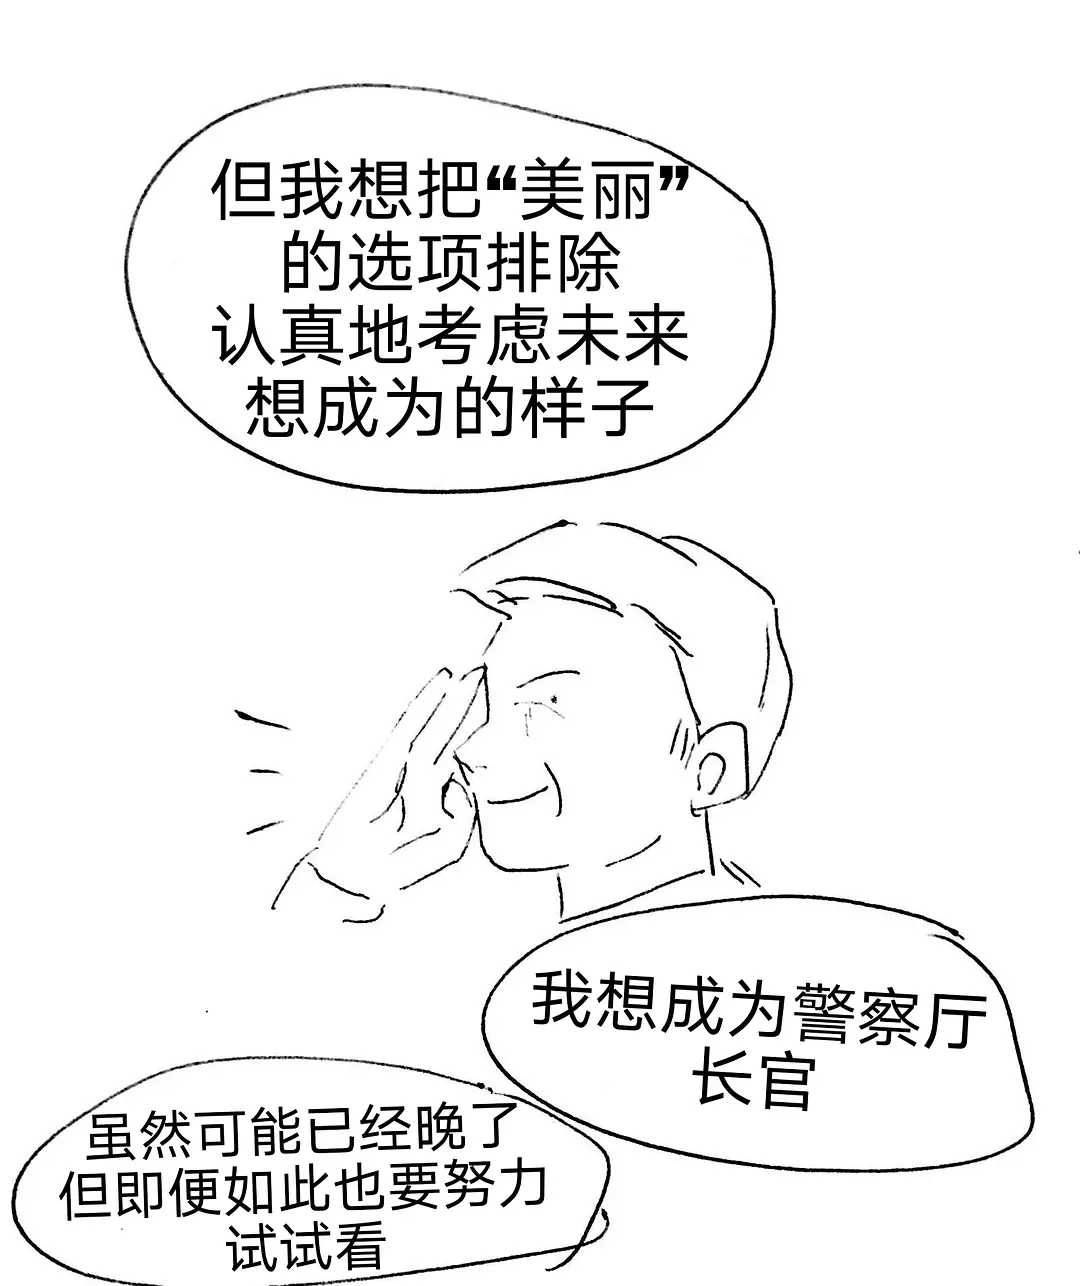 但我想把“美丽”
的选项排除
认真地考虑未来
想成为的样子
我想成为警察厅
长官
虽然可能已经晚了
但即便如此也要努力
试试看